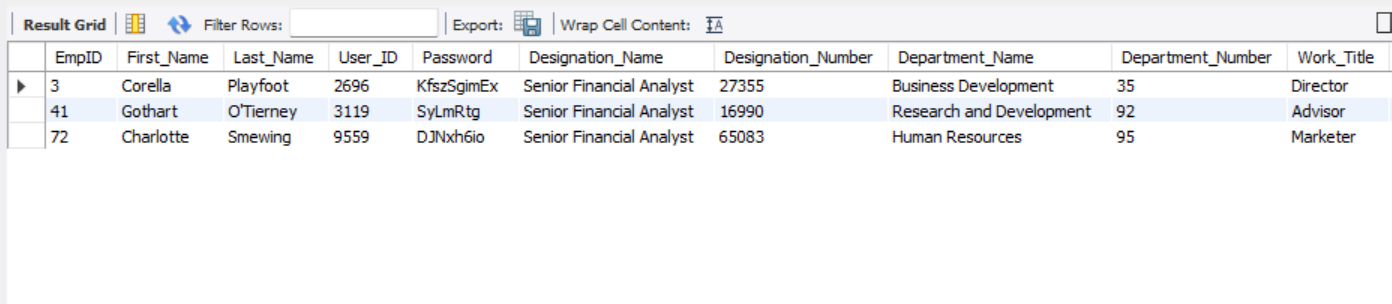 Result Grid Filter Rows: Export: Wrap Cell Content: IA
EmpID First_Name Last_Name User_ID Password Designation_Name Designation_Number Department_Name Department_Number Work_Title
3 Corella Playfoot 2696 KfszSgimEx Senior Financial Analyst 27355 Business Development 35 Director
41 Gothart O'Tierney 3119 SyLmRtg Senior Financial Analyst 16990 Research and Development 92 Advisor
72 Charlotte Smewing 9559 DJNxh6io Senior Financial Analyst 65083 Human Resources 95 Marketer